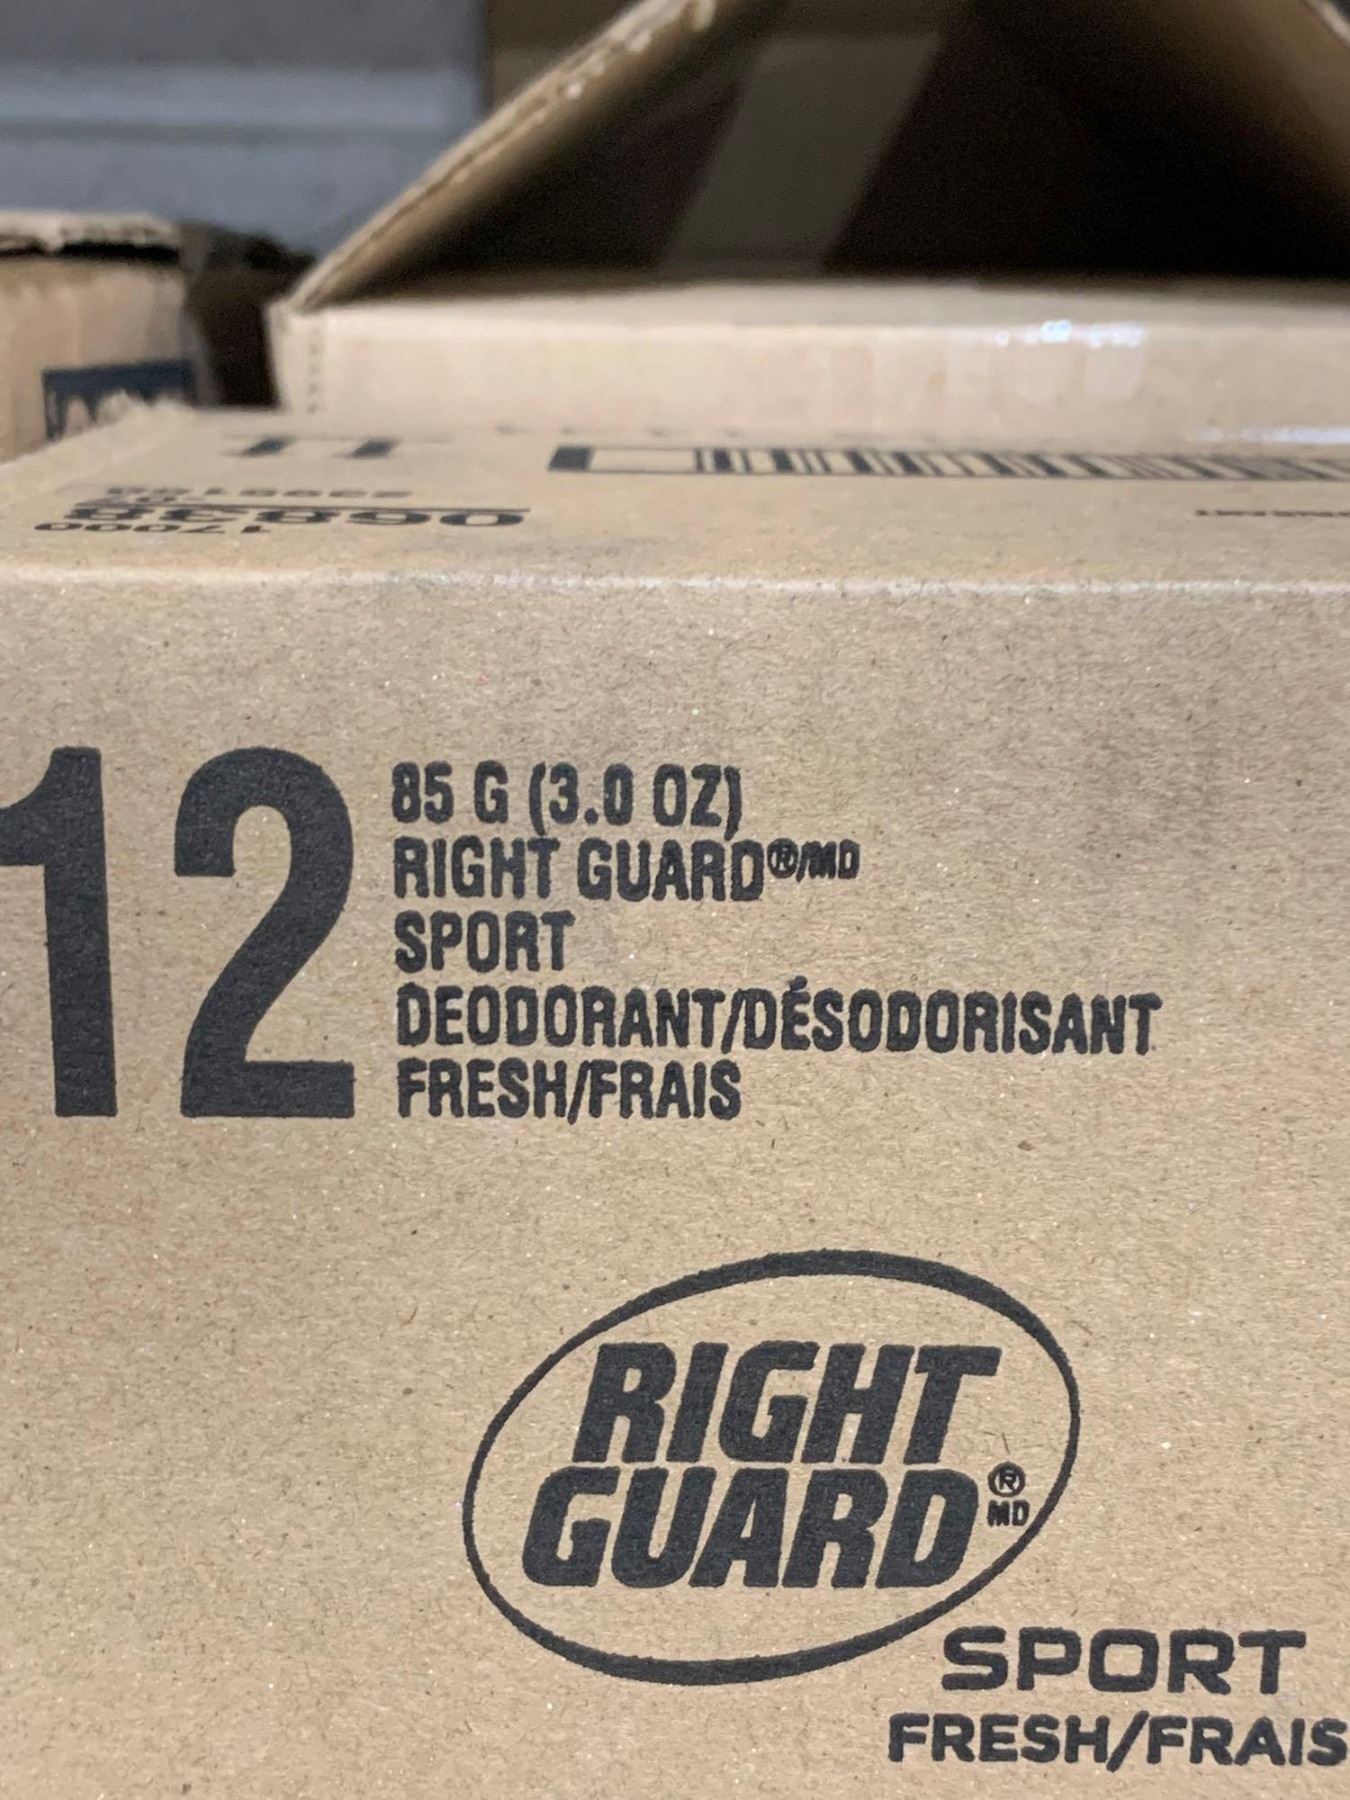 12
85 G (3.0 OZ)
RIGHT GUARD®/MD
SPORT
DEODORANT/DÉSODORISANT
FRESH/FRAIS
RIGHT
GUARD®
MD
SPORT
FRESH/FRAIS